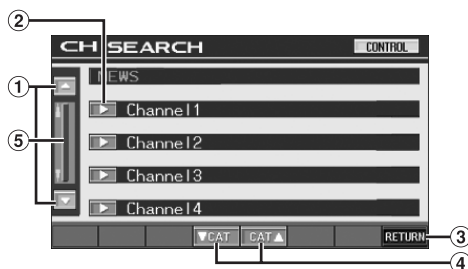 ②
CH SEARCH CONTROL
① NEWS
Channel1
⑤ Channel2
Channel3
Channel4
▼CAT CAT▲ RETURN ③
④